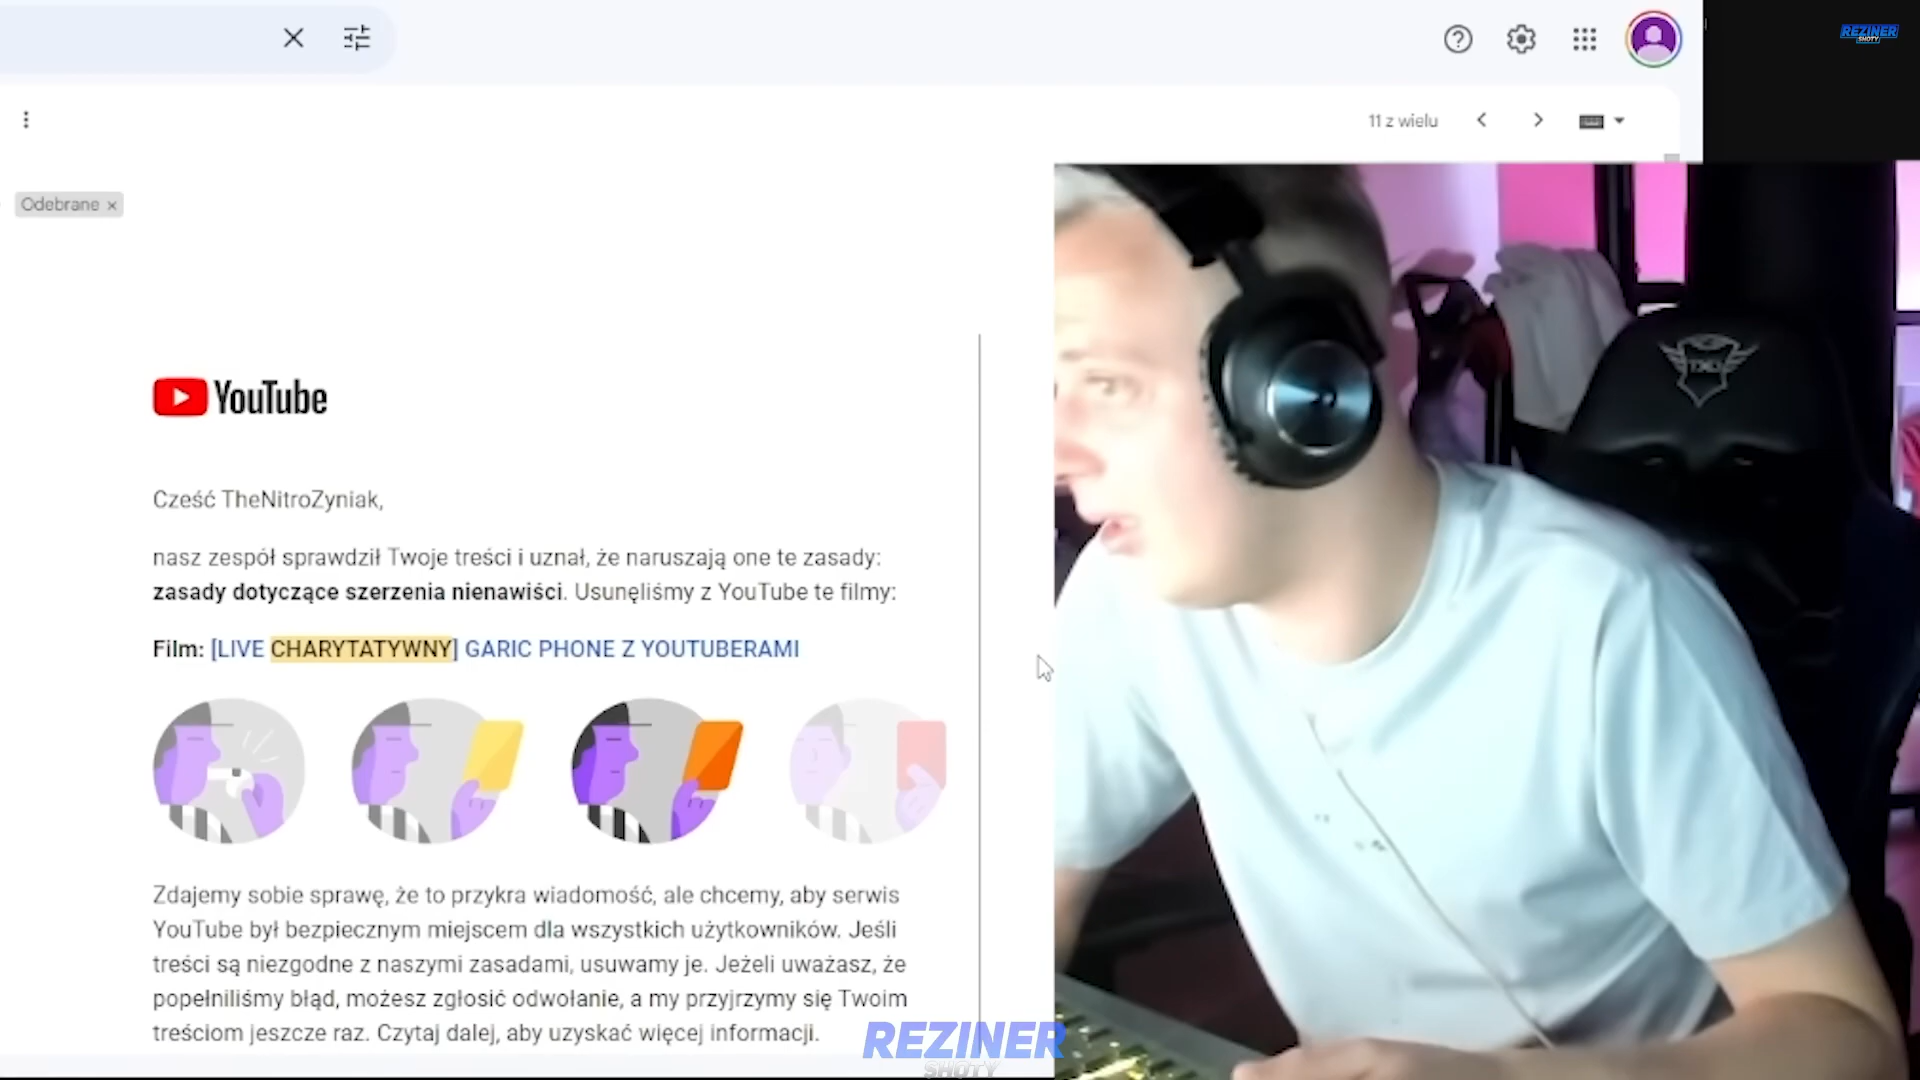 REZINER
SHOTY
11 z wielu
Odebrane ×
YouTube
Cześć TheNitroZyniak,
nasz zespół sprawdził Twoje treści i uznał, że naruszają one te zasady:
zasady dotyczące szerzenia nienawiści. Usunęliśmy z YouTube te filmy:
Film: [LIVE CHARYTATYWNY] GARIC PHONE Z YOUTUBERAMI
Zdajemy sobie sprawę, że to przykra wiadomość, ale chcemy, aby serwis
YouTube był bezpiecznym miejscem dla wszystkich użytkowników. Jeśli
treści są niezgodne z naszymi zasadami, usuwamy je. Jeżeli uważasz, że
popełniliśmy błąd, możesz zgłosić odwołanie, a my przyjrzymy się Twoim
treściom jeszcze raz. Czytaj dalej, aby uzyskać więcej informacji.
REZINER
SHOTY